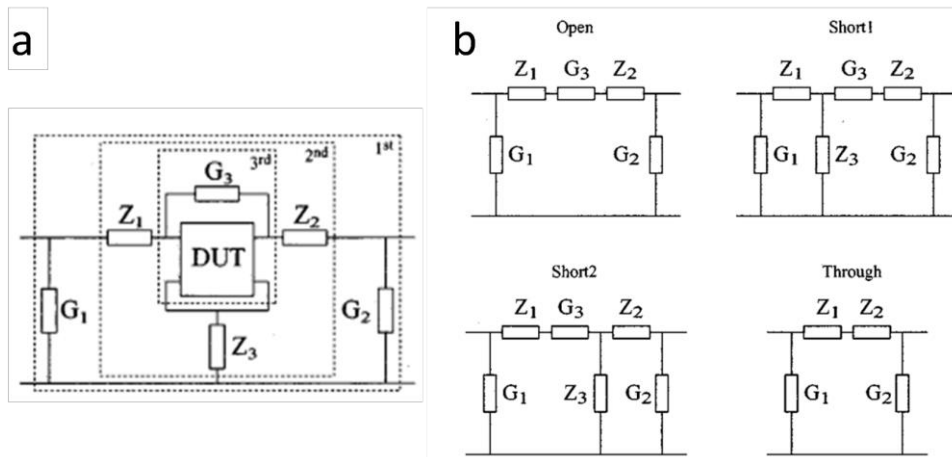 a
1st
2nd
3rd
G3
Z1
Z2
DUT
G1
G2
Z3
b
Open
Z1 G3 Z2
G1
G2
Short1
Z1 G3 Z2
G1 Z3 G2
Short2
Z1 G3 Z2
G1 Z3 G2
Through
Z1 Z2
G1 G2